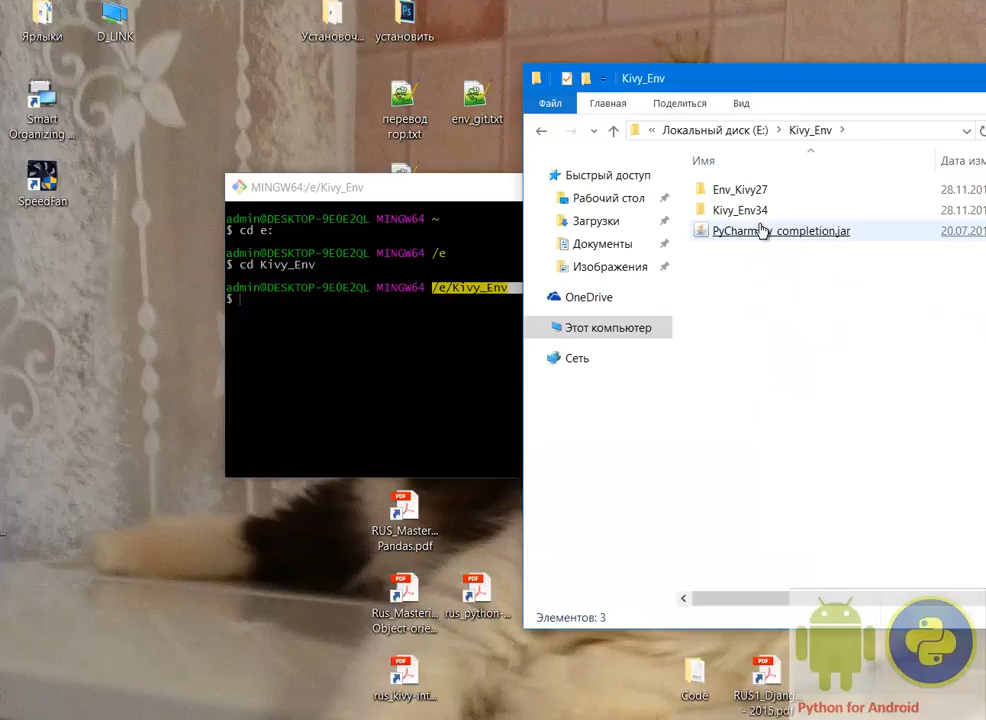 Ярлыки
D_LINK
Установоч...
установить
Smart
Organizing ...
перевод
гор.txt
env_git.txt
SpeedFan
MINGW64:/e/Kivy_Env
admin@DESKTOP-9E0E2QL MINGW64 ~
$ cd e:
admin@DESKTOP-9E0E2QL MINGW64 /e
$ cd Kivy_Env
admin@DESKTOP-9E0E2QL MINGW64 /e/Kivy_Env
$
Kivy_Env
Файл Главная Поделиться Вид
« Локальный диск (E:) > Kivy_Env >
Имя
Дата из
Быстрый доступ
Рабочий стол
Загрузки
Документы
Изображения
OneDrive
Этот компьютер
Сеть
Env_Kivy27 28.11.201
Kivy_Env34 28.11.201
completion.jar 20.07.201
Элементов: 3
RUS_Master...
Pandas.pdf
Rus_Masteri...
Object-orie...
rus_python-...
rus_kivy-int...
Code
RUS1_Djang...
- 2015.pdf
Python for Android